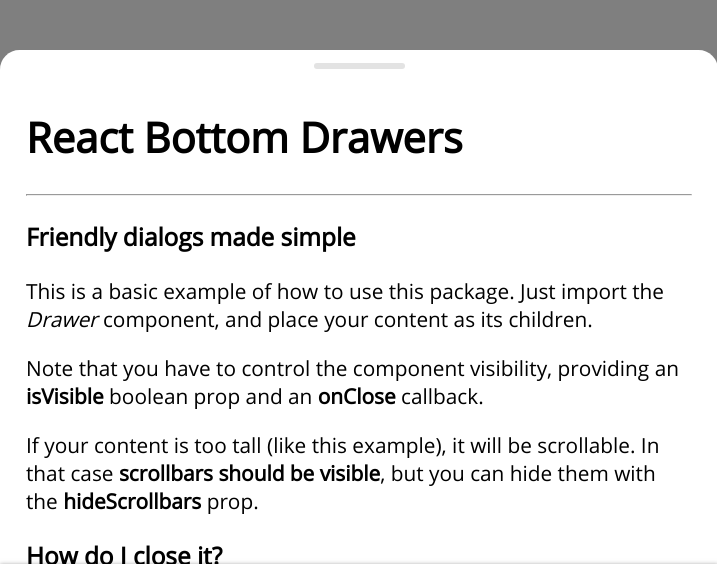 React Bottom Drawers
Friendly dialogs made simple
This is a basic example of how to use this package. Just import the
Drawer component, and place your content as its children.
Note that you have to control the component visibility, providing an
isVisible boolean prop and an onClose callback.
If your content is too tall (like this example), it will be scrollable. In
that case scrollbars should be visible, but you can hide them with
the hideScrollbars prop.
How do I close it?